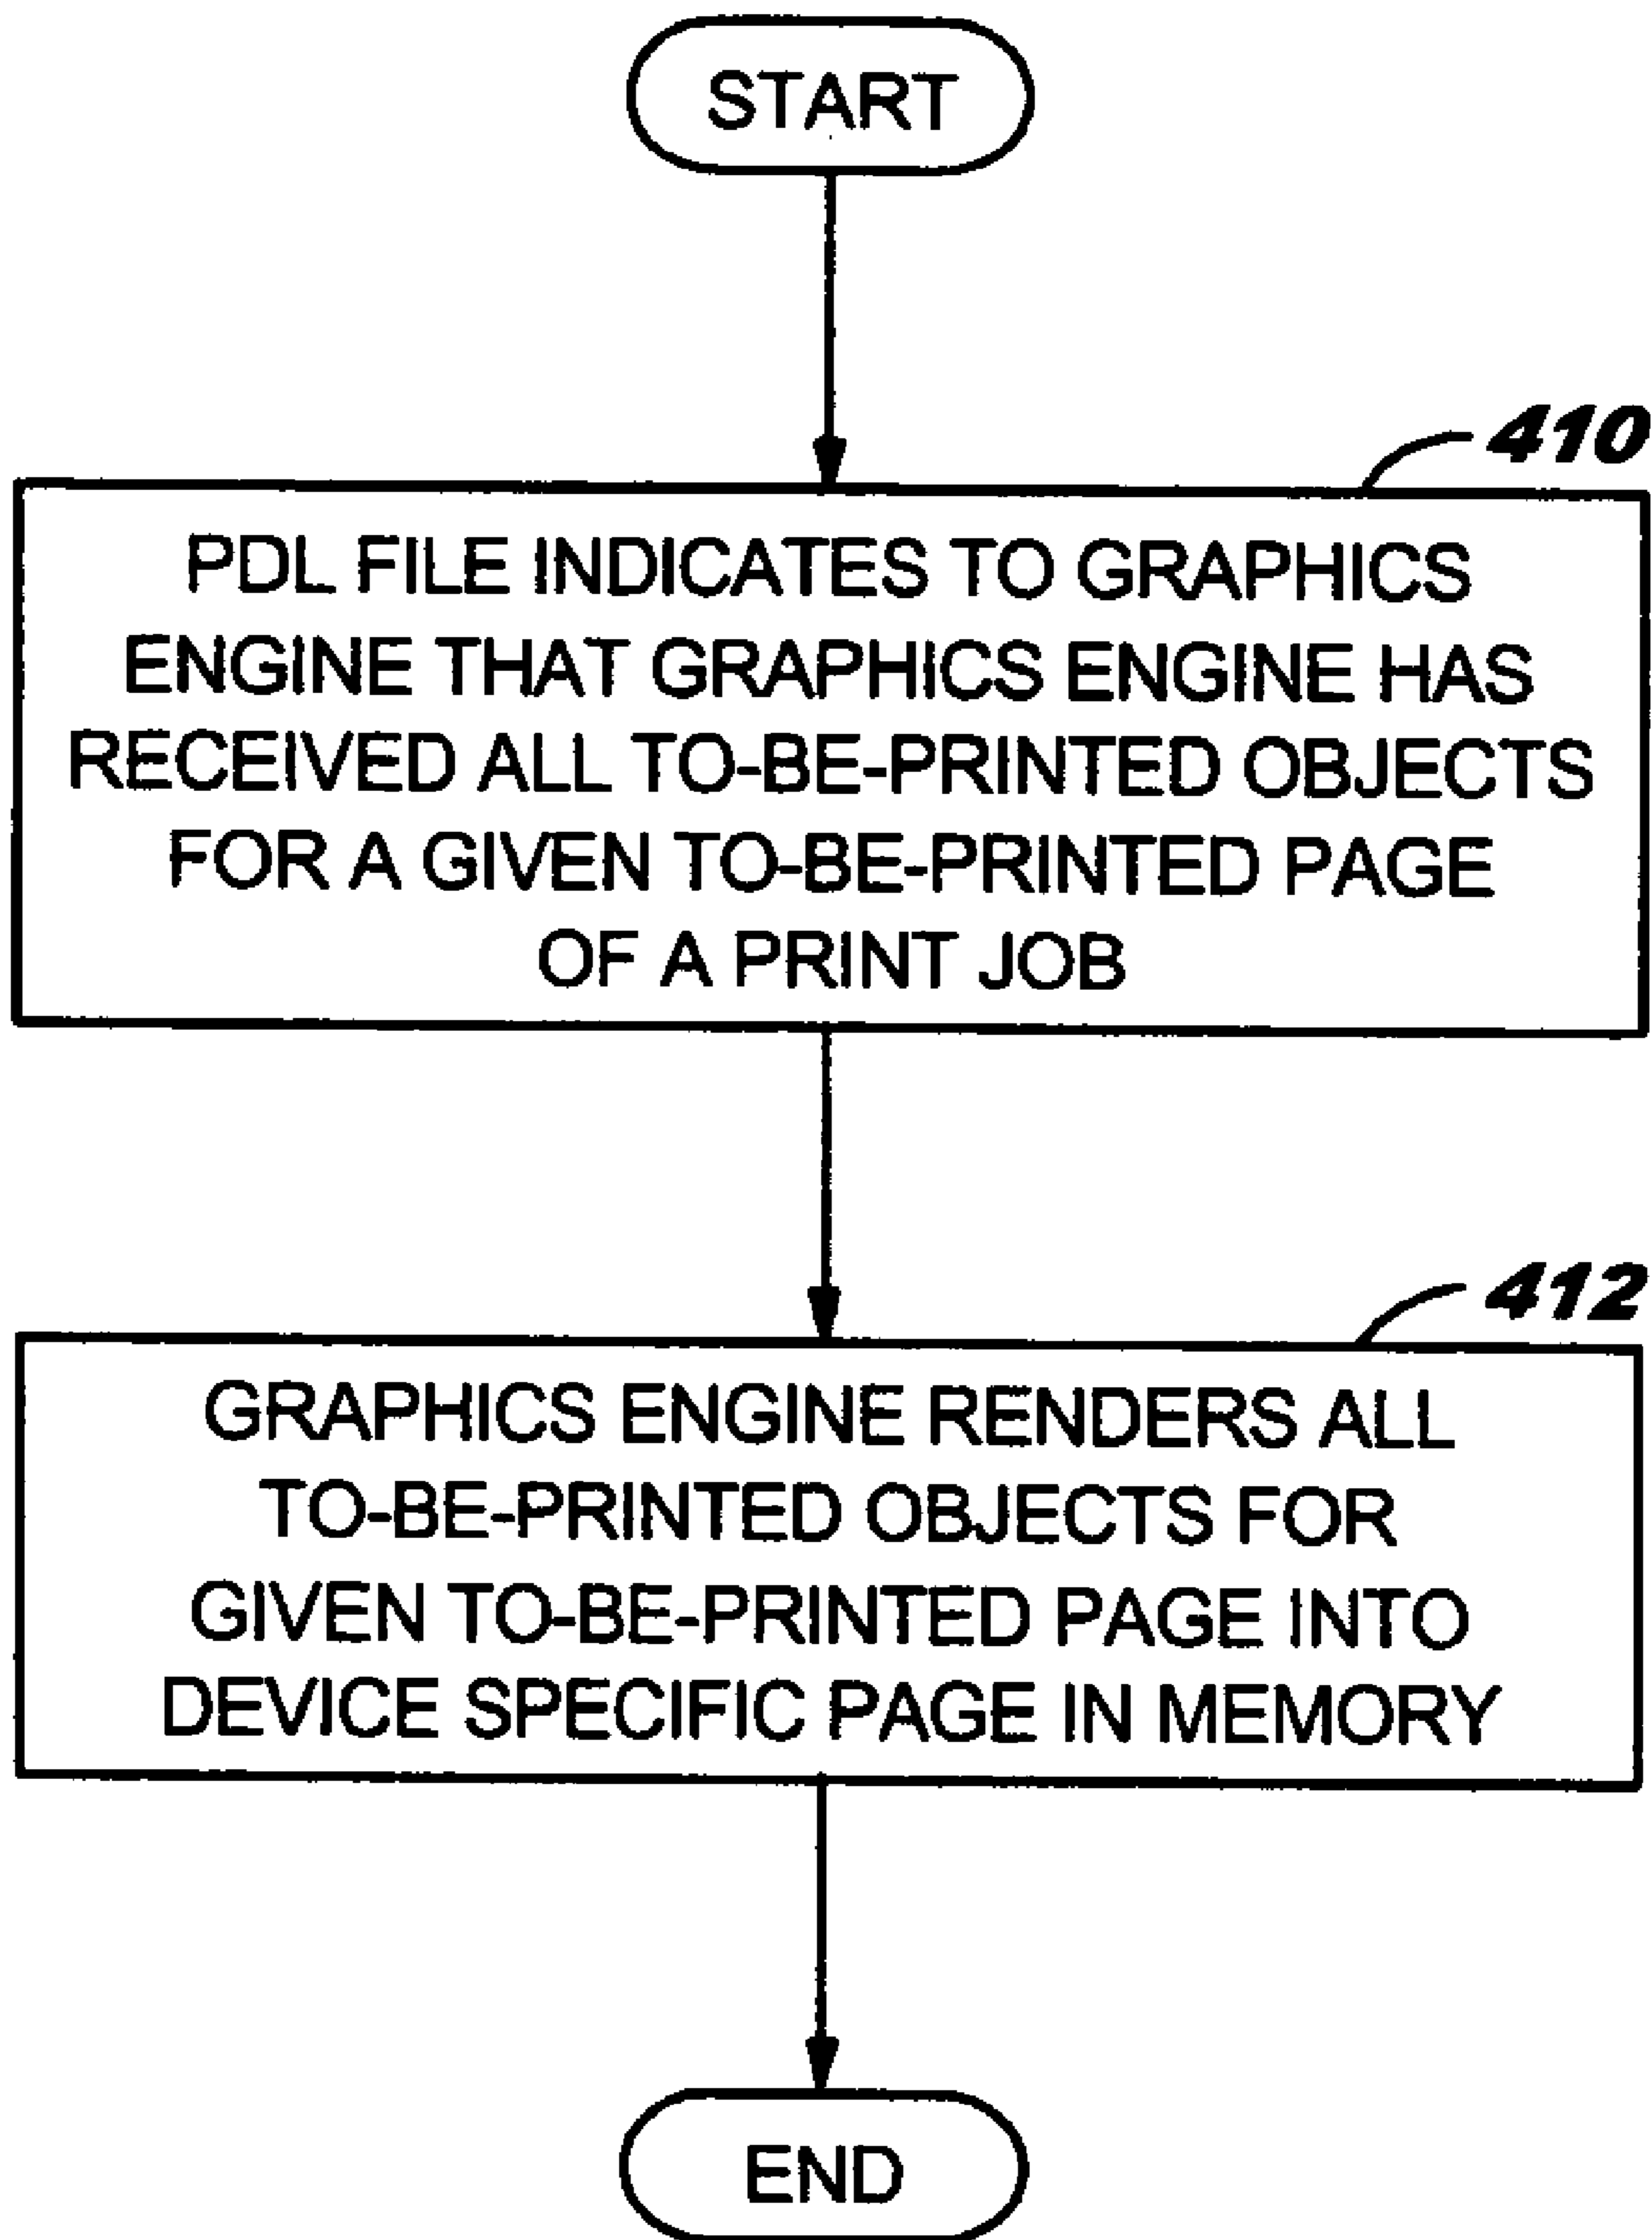 START
410
PDL FILE INDICATES TO GRAPHICS
ENGINE THAT GRAPHICS ENGINE HAS
RECEIVED ALL TO-BE-PRINTED OBJECTS
FOR A GIVEN TO-BE-PRINTED PAGE
OF A PRINT JOB
412
GRAPHICS ENGINE RENDERS ALL
TO-BE-PRINTED OBJECTS FOR
GIVEN TO-BE-PRINTED PAGE INTO
DEVICE SPECIFIC PAGE IN MEMORY
END